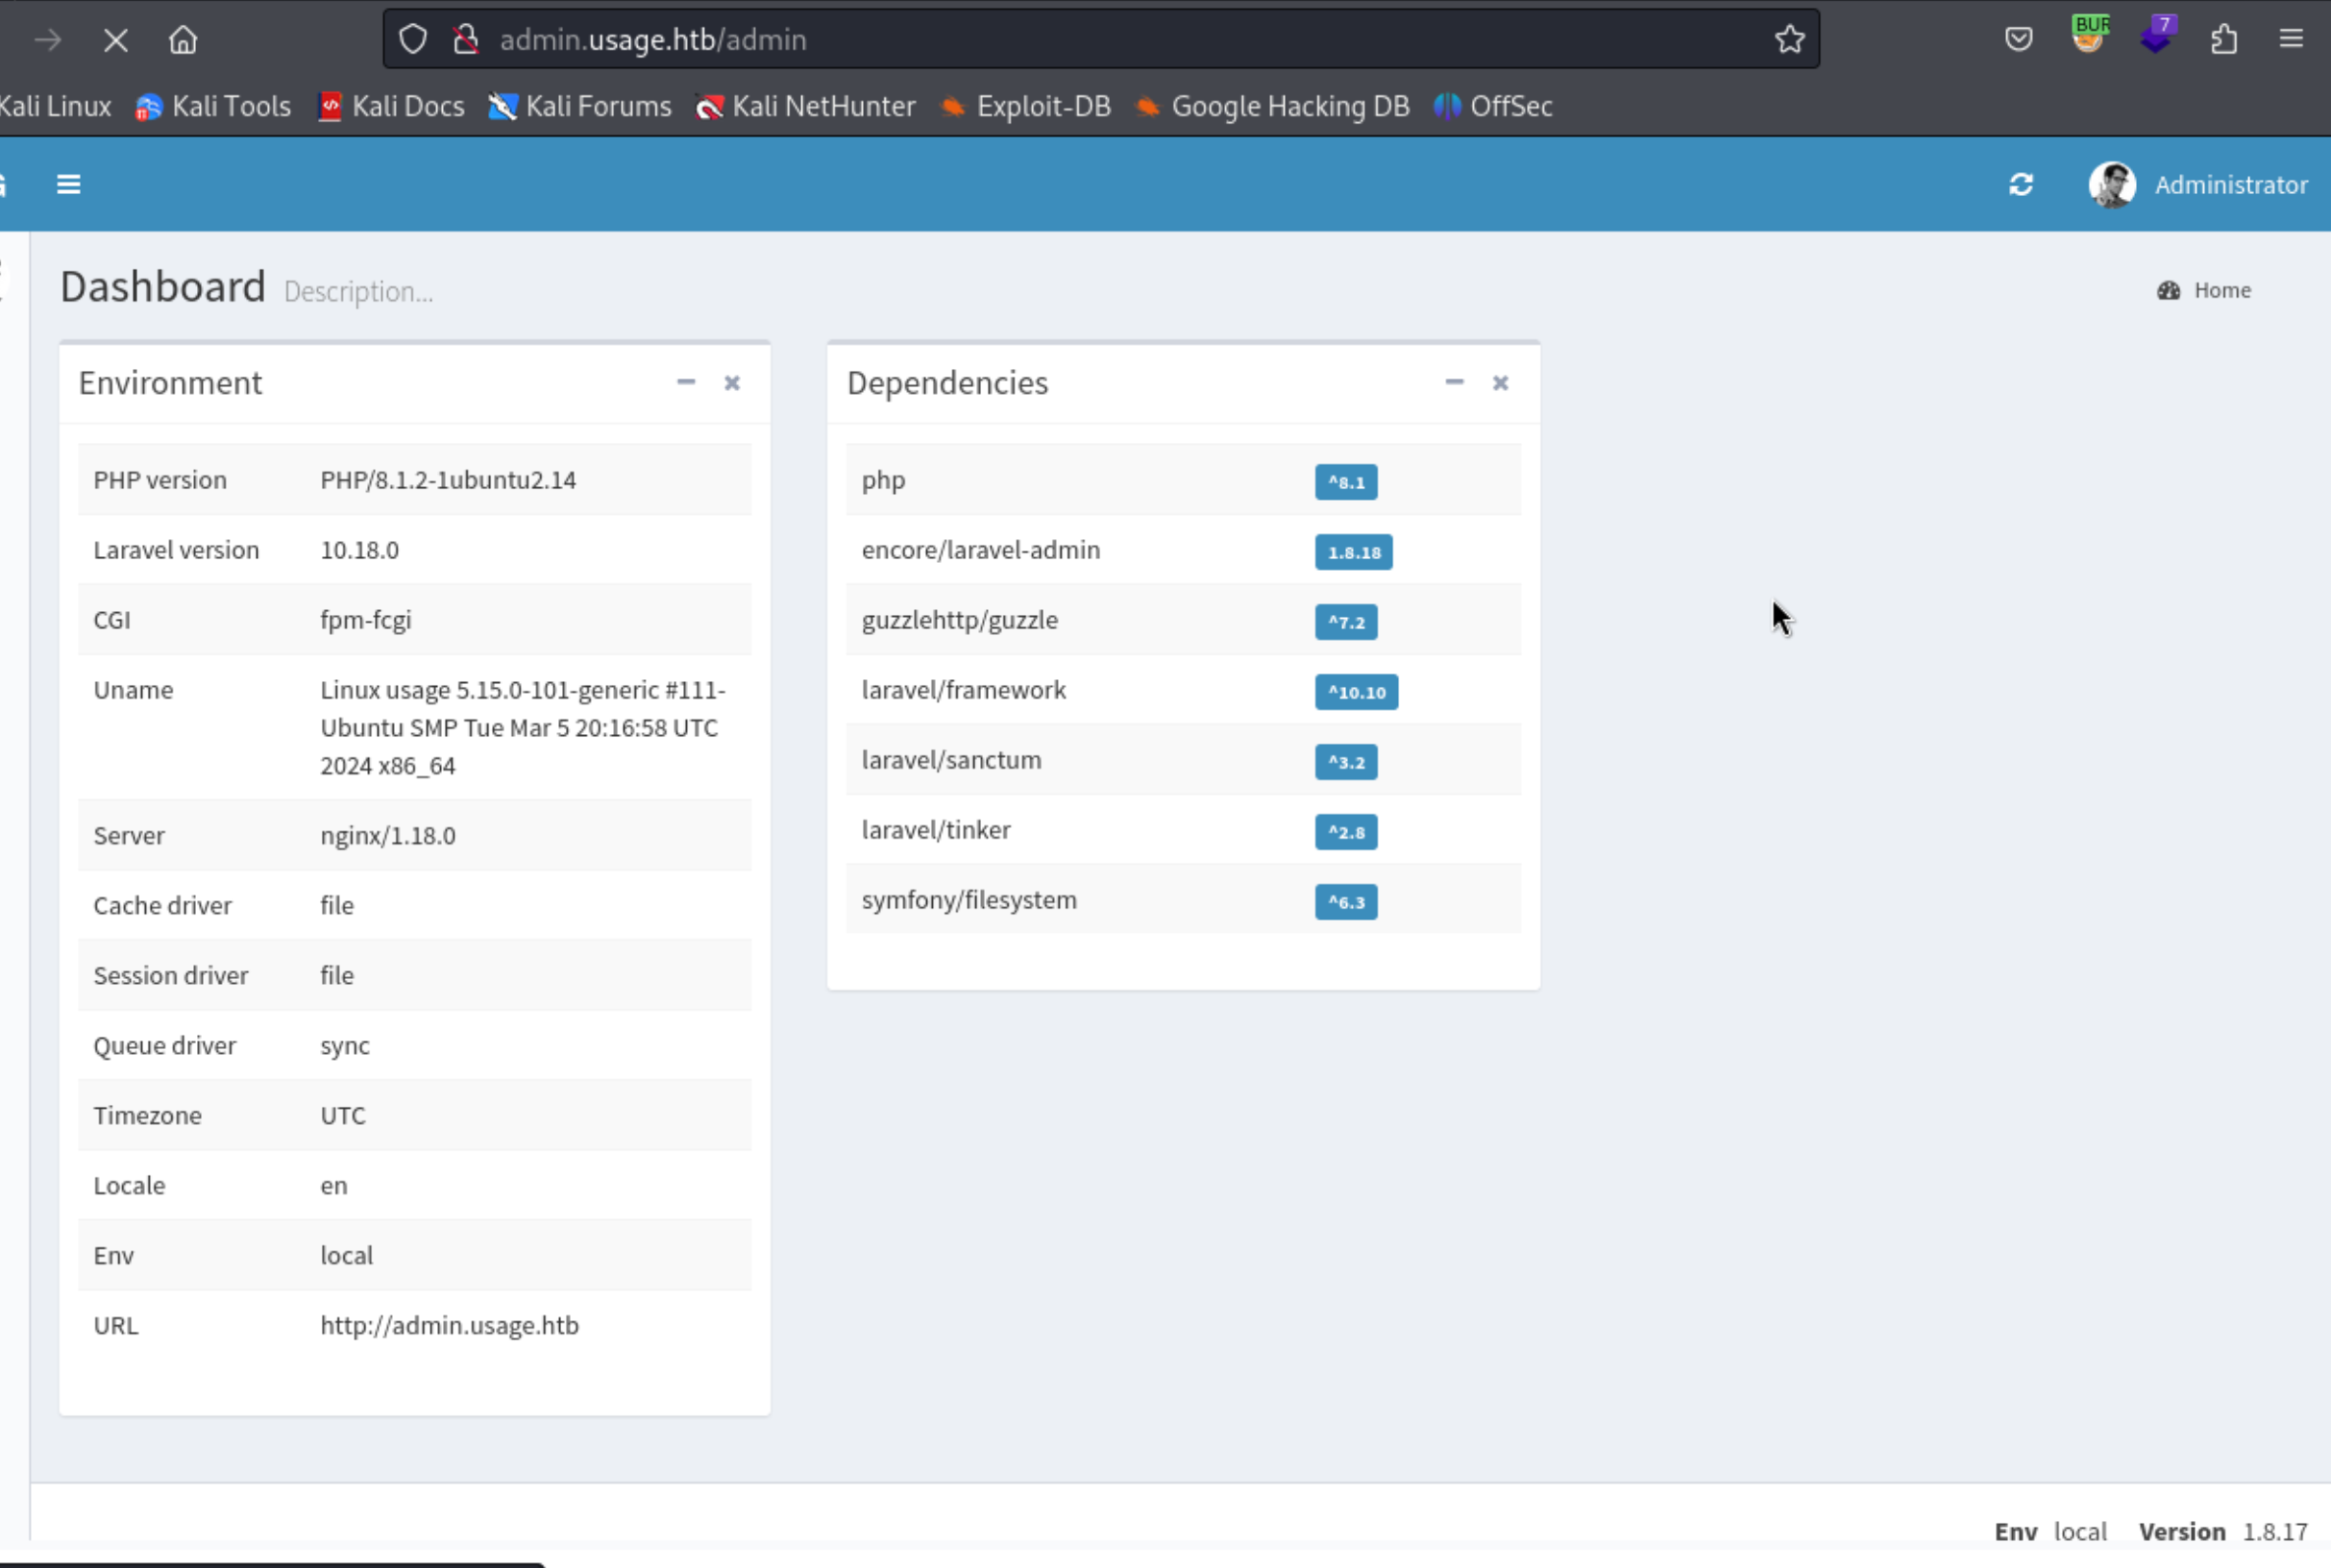 admin.usage.htb/admin
BUR
7
Kali Linux Kali Tools Kali Docs Kali Forums Kali NetHunter Exploit-DB Google Hacking DB OffSec
Administrator
Dashboard Description...
Home
Environment
PHP version PHP/8.1.2-1ubuntu2.14
Laravel version 10.18.0
CGI fpm-fcgi
Uname Linux usage 5.15.0-101-generic #111-
Ubuntu SMP Tue Mar 5 20:16:58 UTC
2024 x86_64
Server nginx/1.18.0
Cache driver file
Session driver file
Queue driver sync
Timezone UTC
Locale en
Env local
URL http://admin.usage.htb
Dependencies
php ^8.1
encore/laravel-admin 1.8.18
guzzlehttp/guzzle ^7.2
laravel/framework ^10.10
laravel/sanctum ^3.2
laravel/tinker ^2.8
symfony/filesystem ^6.3
Env local Version 1.8.17